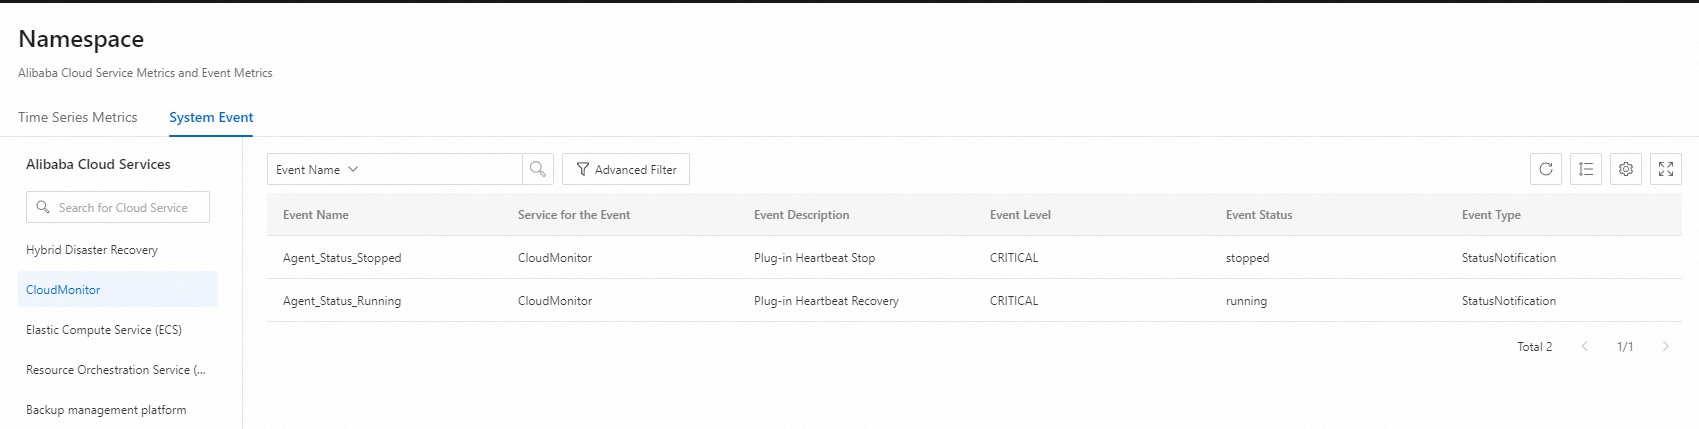 Namespace
Alibaba Cloud Service Metrics and Event Metrics
Time Series Metrics System Event
Alibaba Cloud Services
Search for Cloud Service
Hybrid Disaster Recovery
CloudMonitor
Elastic Compute Service (ECS)
Resource Orchestration Service (...
Backup management platform
Event Name Advanced Filter
Event Name Service for the Event Event Description Event Level Event Status Event Type
Agent_Status_Stopped CloudMonitor Plug-in Heartbeat Stop CRITICAL stopped StatusNotification
Agent_Status_Running CloudMonitor Plug-in Heartbeat Recovery CRITICAL running StatusNotification
Total 2 1/1